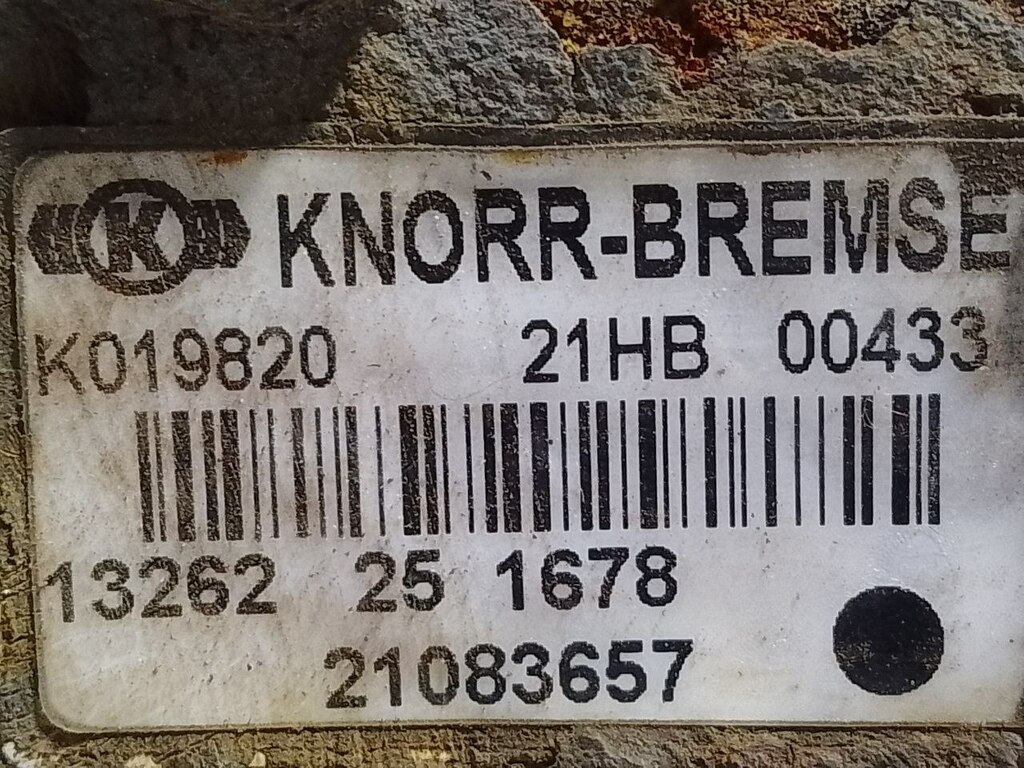 KNORR-BREMSE
K019820 21HB 00433
13262 25 1678
21083657